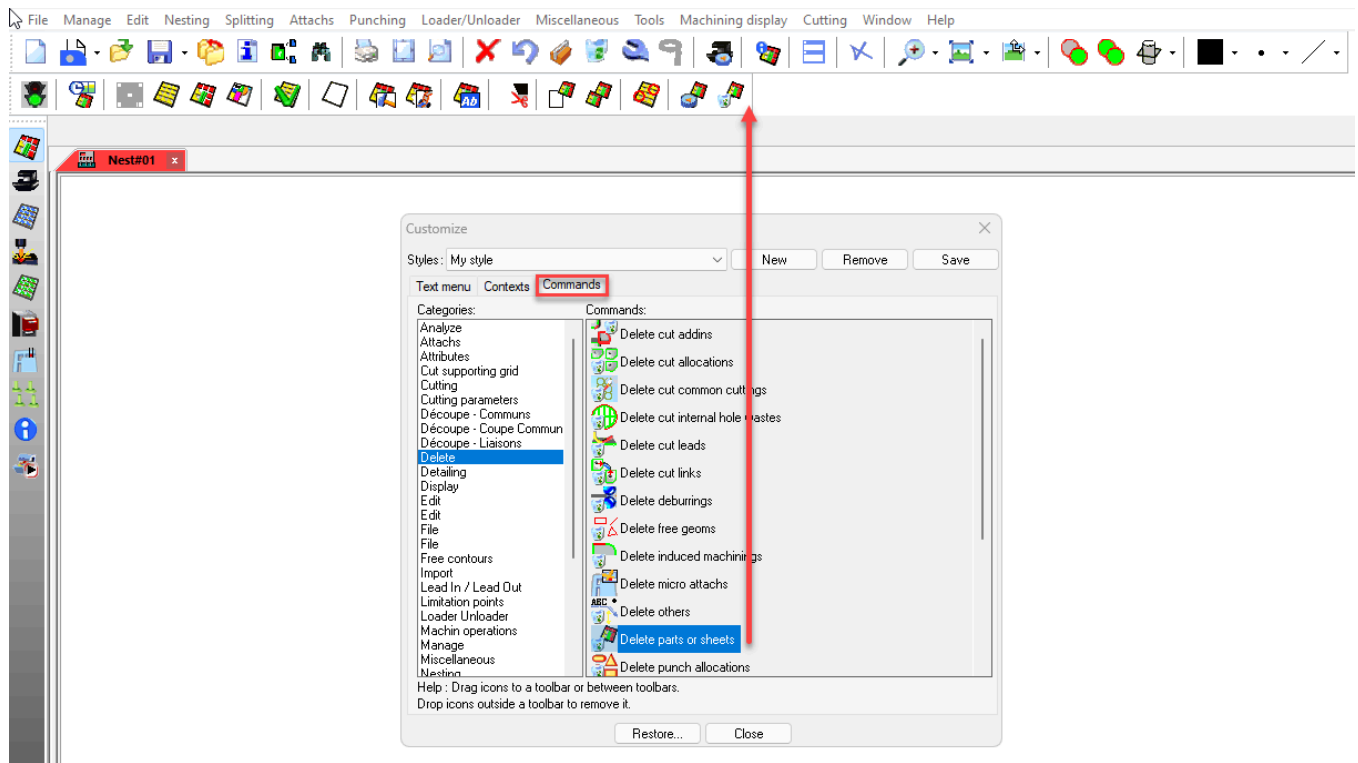 File Manage Edit Nesting Splitting Attachs Punching Loader/Unloader Miscellaneous Tools Machining display Cutting Window Help
Ab
Nest#01 x
Customize
Styles: My style New Remove Save
Text menu Contexts Commands
Categories: Commands:
Analyze
Attachs
Attributes
Cut supporting grid
Cutting
Cutting parameters
Découpe - Communs
Découpe - Coupe Commun
Découpe - Liaisons
Delete
Detailing
Display
Edit
Edit
File
File
Free contours
Import
Lead In / Lead Out
Limitation points
Loader Unloader
Machin operations
Manage
Miscellaneous
Nesting
Delete cut addins
Delete cut allocations
Delete cut common cuttings
Delete cut internal hole wastes
Delete cut leads
Delete cut links
Delete deburrings
Delete free geoms
Delete induced machinings
Delete micro attachs
ABC
Delete others
Delete parts or sheets
Delete punch allocations
Help : Drag icons to a toolbar or between toolbars.
Drop icons outside a toolbar to remove it.
Restore... Close